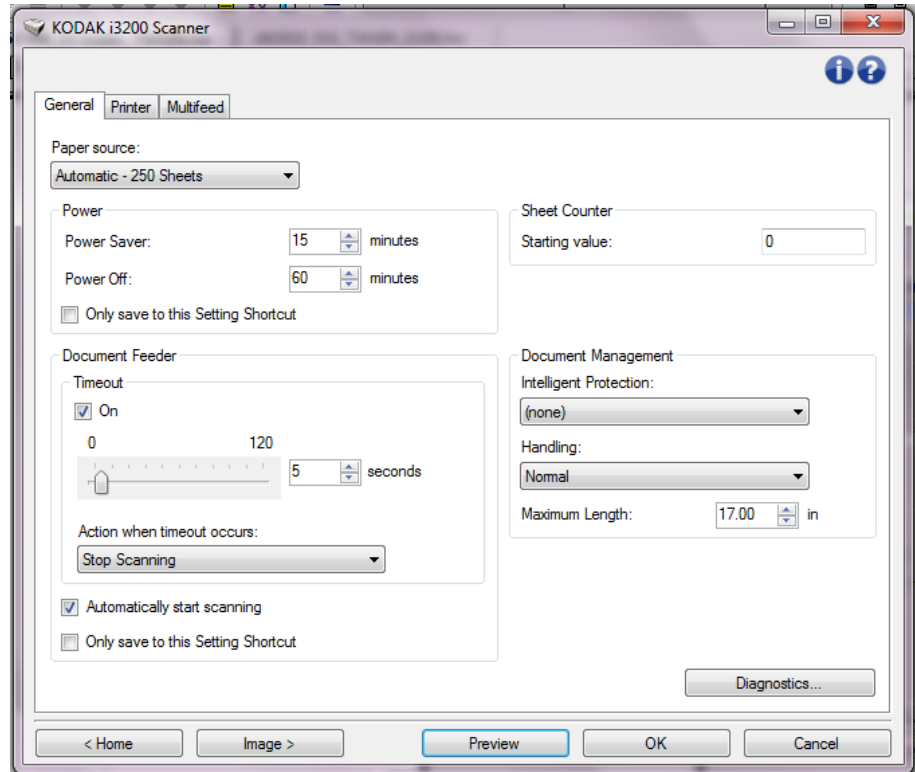 KODAK i3200 Scanner
General Printer Multifeed
Paper source:
Automatic - 250 Sheets
Power
Power Saver: 15 minutes
Power Off: 60 minutes
Only save to this Setting Shortcut
Sheet Counter
Starting value: 0
Document Feeder
Timeout
On
0 120
5 seconds
Action when timeout occurs:
Stop Scanning
Automatically start scanning
Only save to this Setting Shortcut
Document Management
Intelligent Protection:
(none)
Handling:
Normal
Maximum Length: 17.00 in
Diagnostics...
< Home Image > Preview OK Cancel